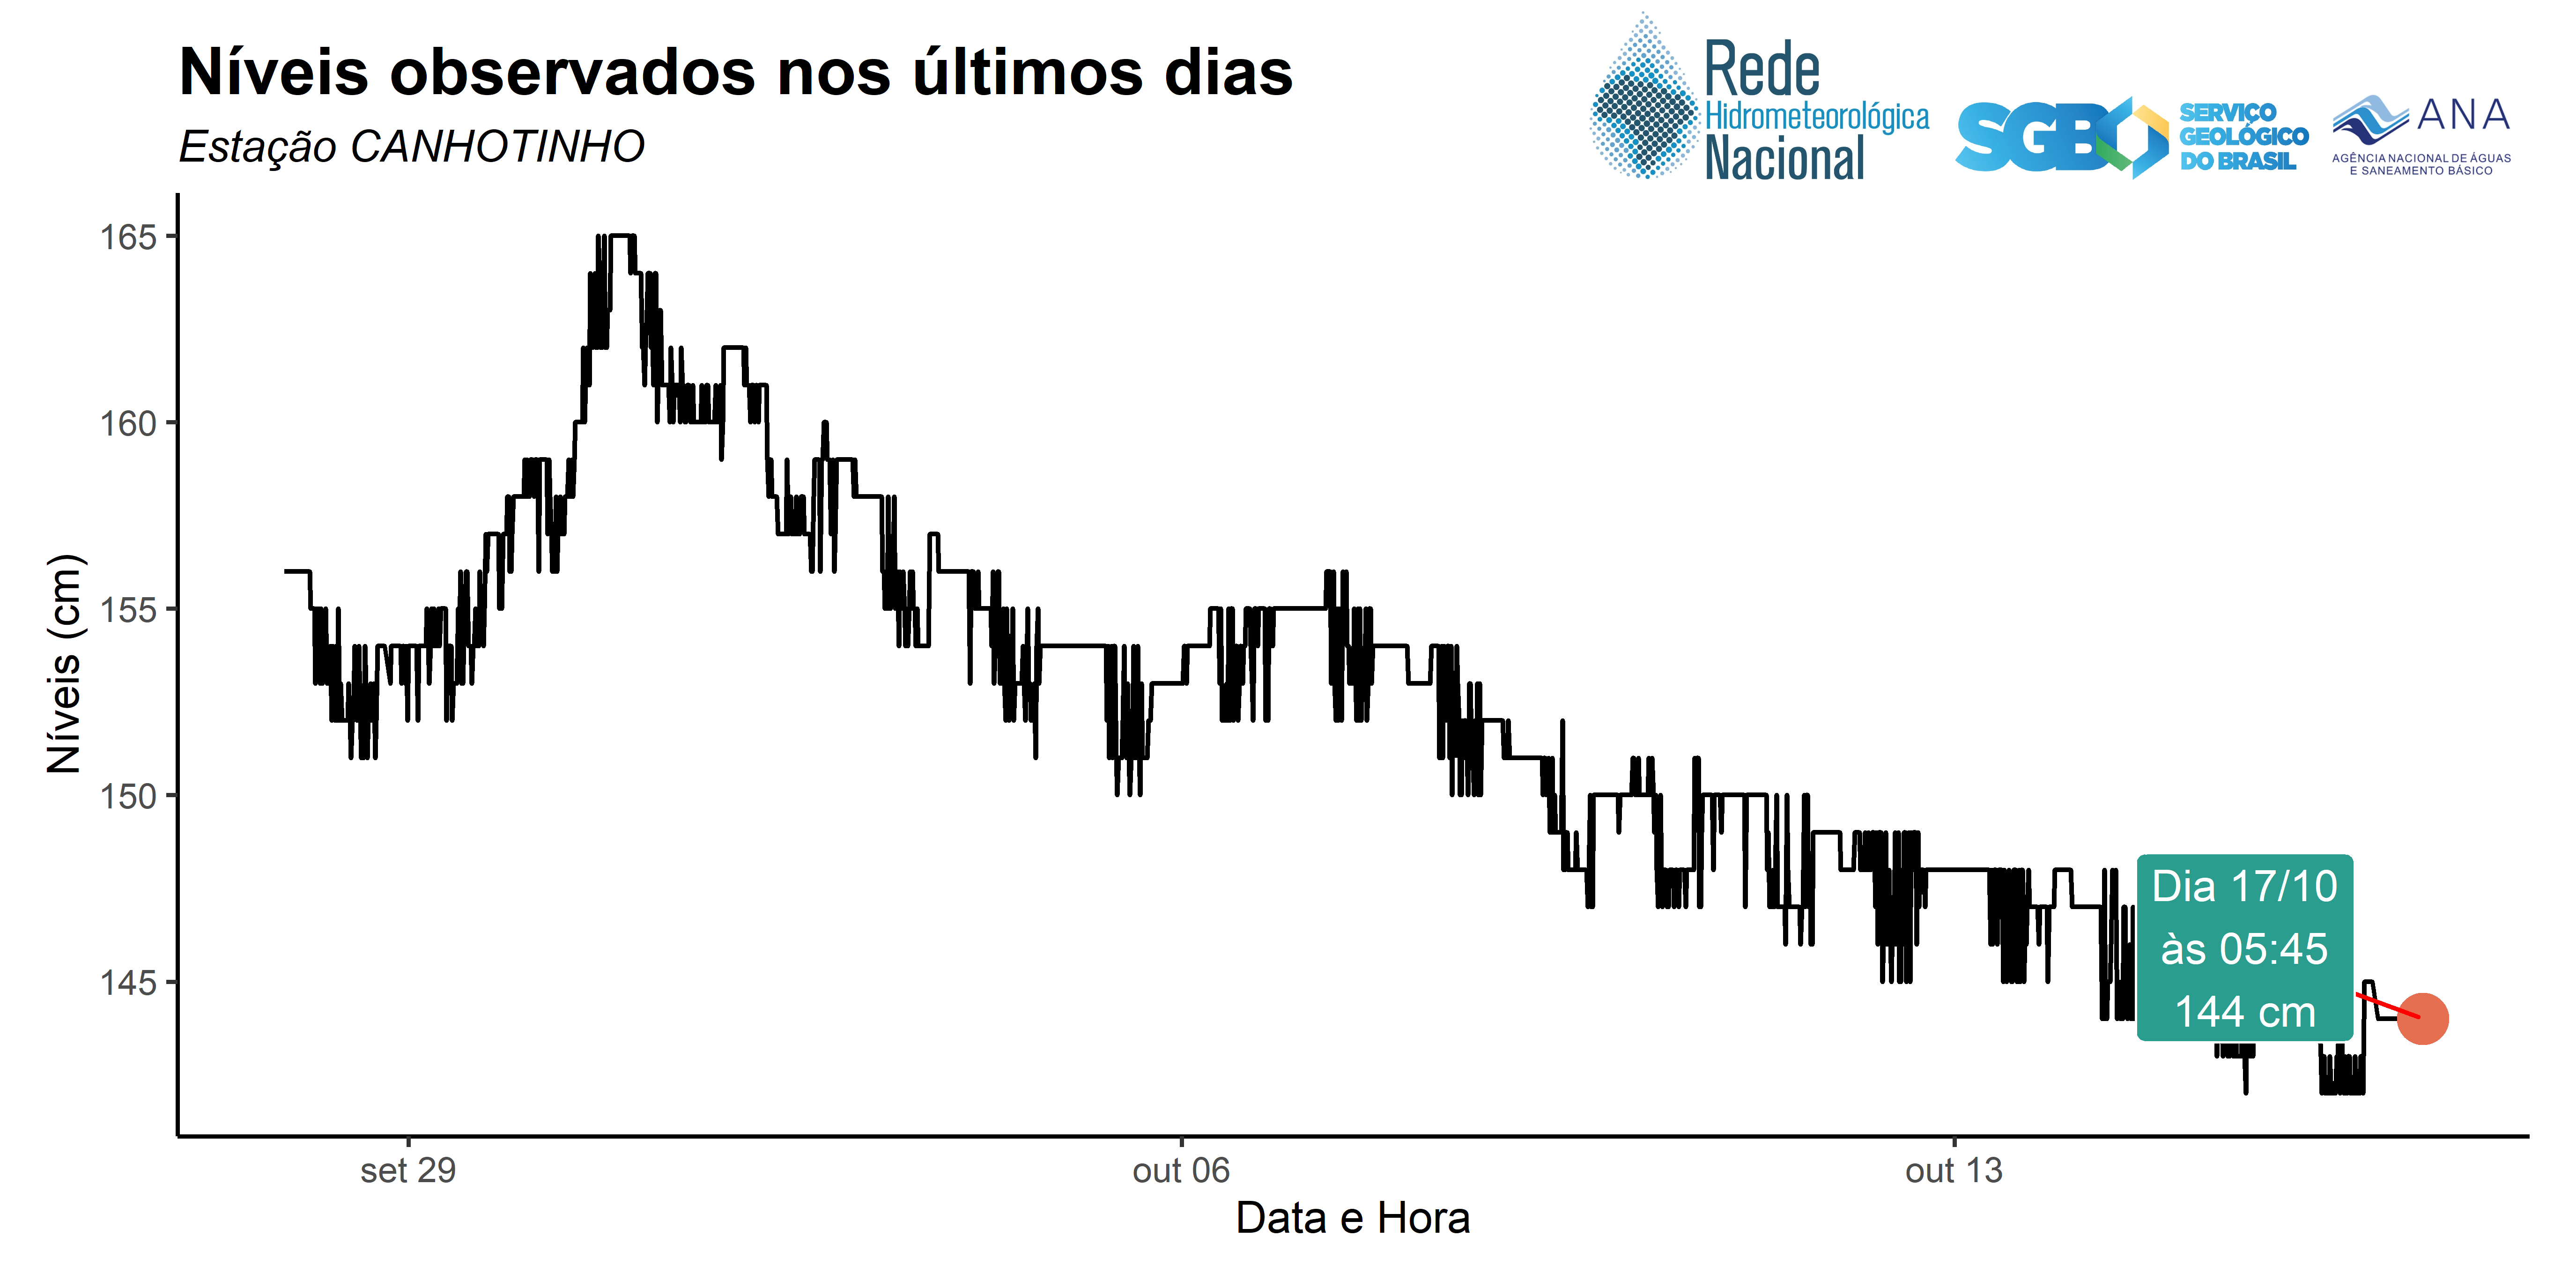 Níveis observados nos últimos dias
Estação CANHOTINHO
Rede
Hidrometeorológica
Nacional
SGB
SERVIÇO
GEOLÓGICO
DO BRASIL
ANA
AGÊNCIA NACIONAL DE ÁGUAS
E SANEAMENTO BÁSICO
Níveis (cm)
165
160
155
150
145
Dia 17/10
às 05:45
144 cm
set 29
out 06
out 13
Data e Hora